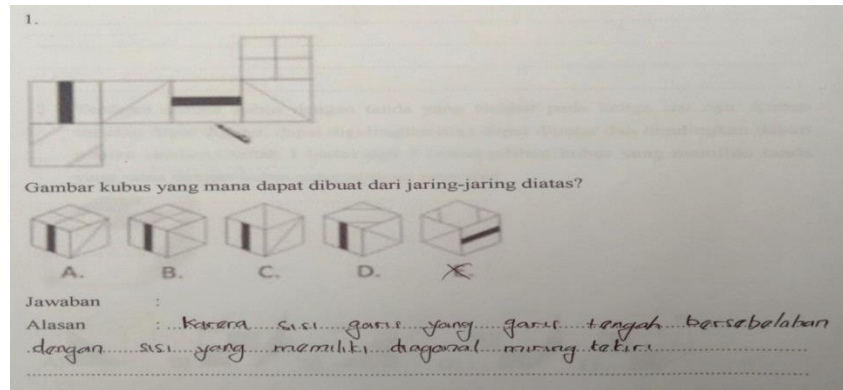 1.
Gambar kubus yang mana dapat dibuat dari jaring-jaring diatas?
A. B. C. D. E.
Jawaban :
Alasan : Karena sisi garis yang garis tengah bersebelahan
dengan sisi yang memiliki diagonal miring kekiri